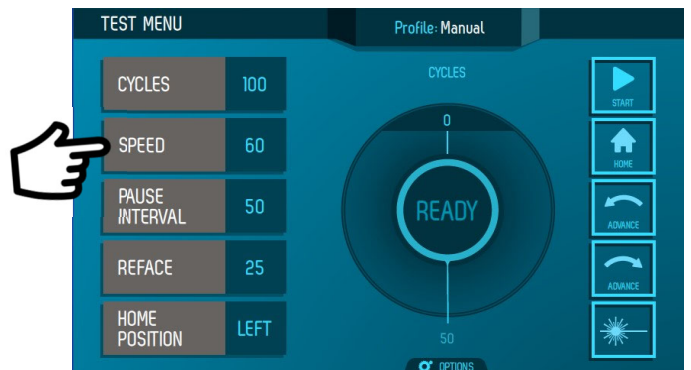 TEST MENU
Profile: Manual
CYCLES 100
SPEED 60
PAUSE
INTERVAL 50
REFACE 25
HOME
POSITION LEFT
CYCLES
0
READY
50
OPTIONS
START
HOME
ADVANCE
ADVANCE